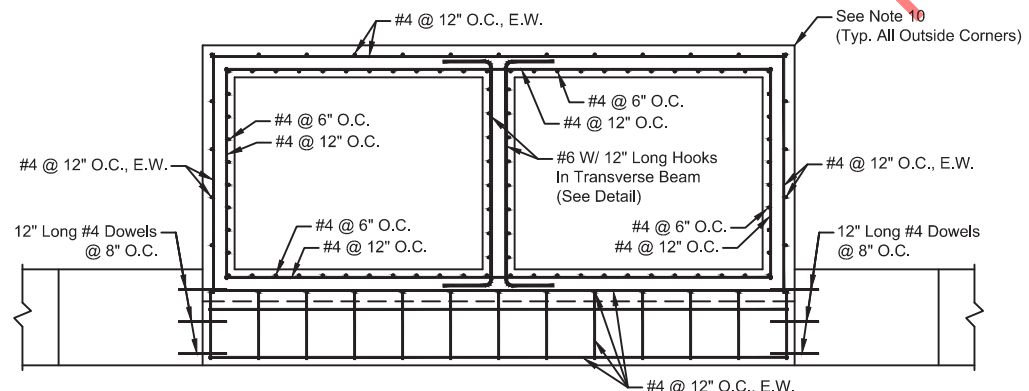 #4 @ 12" O.C., E.W.
See Note 10
(Typ. All Outside Corners)
#4 @ 6" O.C.
#4 @ 12" O.C.
#4 @ 6" O.C.
#4 @ 12" O.C.
#4 @ 12" O.C., E.W.
#6 W/ 12" Long Hooks
In Transverse Beam
(See Detail)
#4 @ 12" O.C., E.W.
#4 @ 6" O.C.
#4 @ 12" O.C.
#4 @ 6" O.C.
#4 @ 12" O.C.
12" Long #4 Dowels
@ 8" O.C.
12" Long #4 Dowels
@ 8" O.C.
#4 @ 12" O.C., E.W.